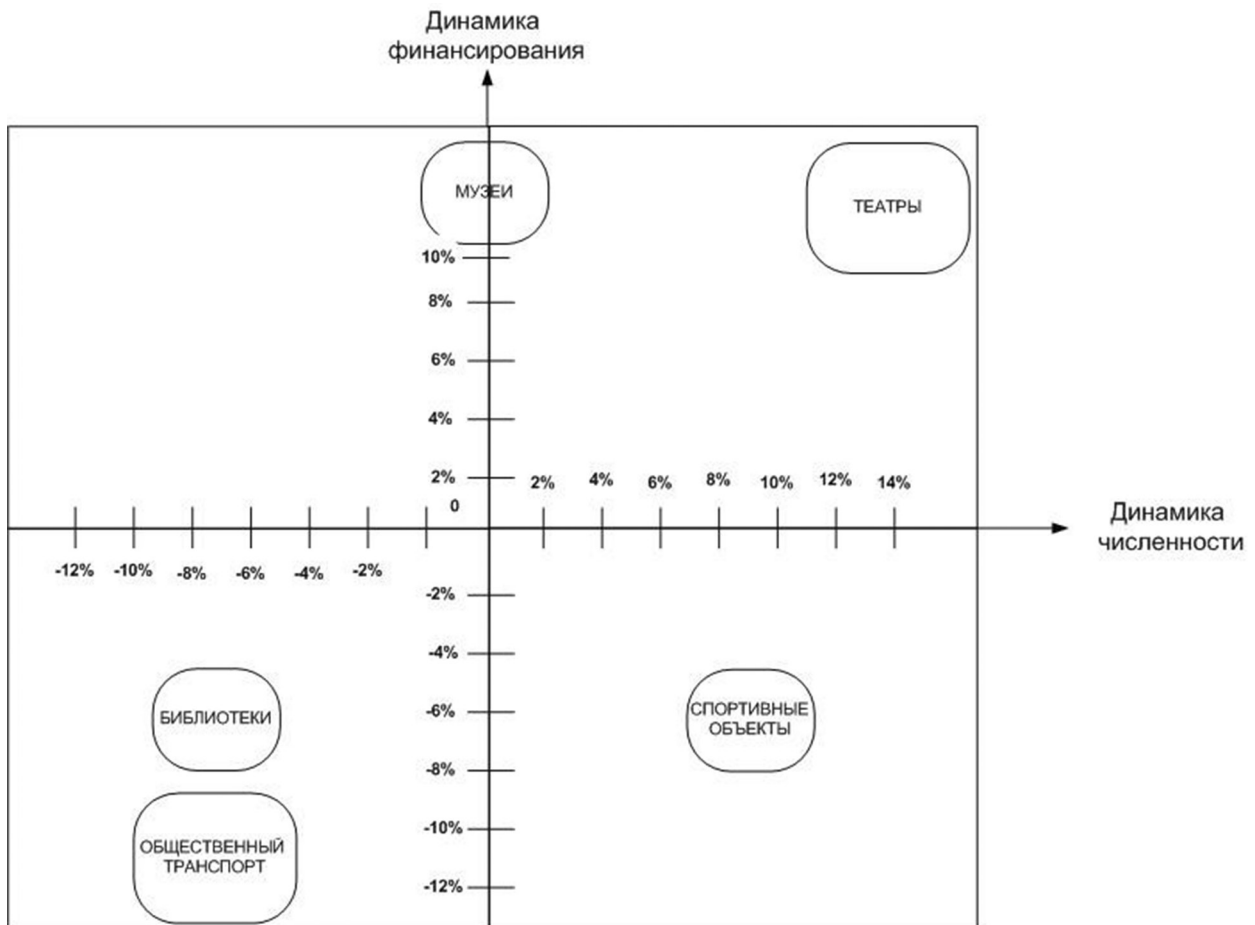 Динамика
финансирования
МУЗЕИ
ТЕАТРЫ
10%
8%
6%
4%
2%
0
2% 4% 6% 8% 10% 12% 14%
Динамика
численности
-12% -10% -8% -6% -4% -2%
-2%
-4%
-6%
-8%
-10%
-12%
БИБЛИОТЕКИ
СПОРТИВНЫЕ
ОБЪЕКТЫ
ОБЩЕСТВЕННЫЙ
ТРАНСПОРТ